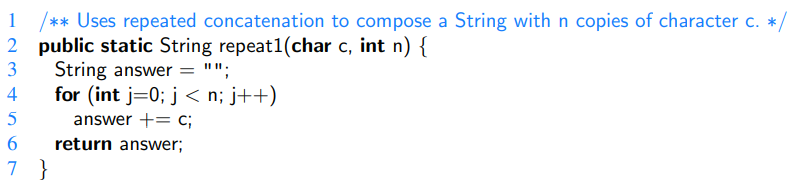 1 /** Uses repeated concatenation to compose a String with n copies of character c. */
2 public static String repeat1(char c, int n) {
3 String answer = "";
4 for (int j=0; j < n; j++)
5 answer += c;
6 return answer;
7 }